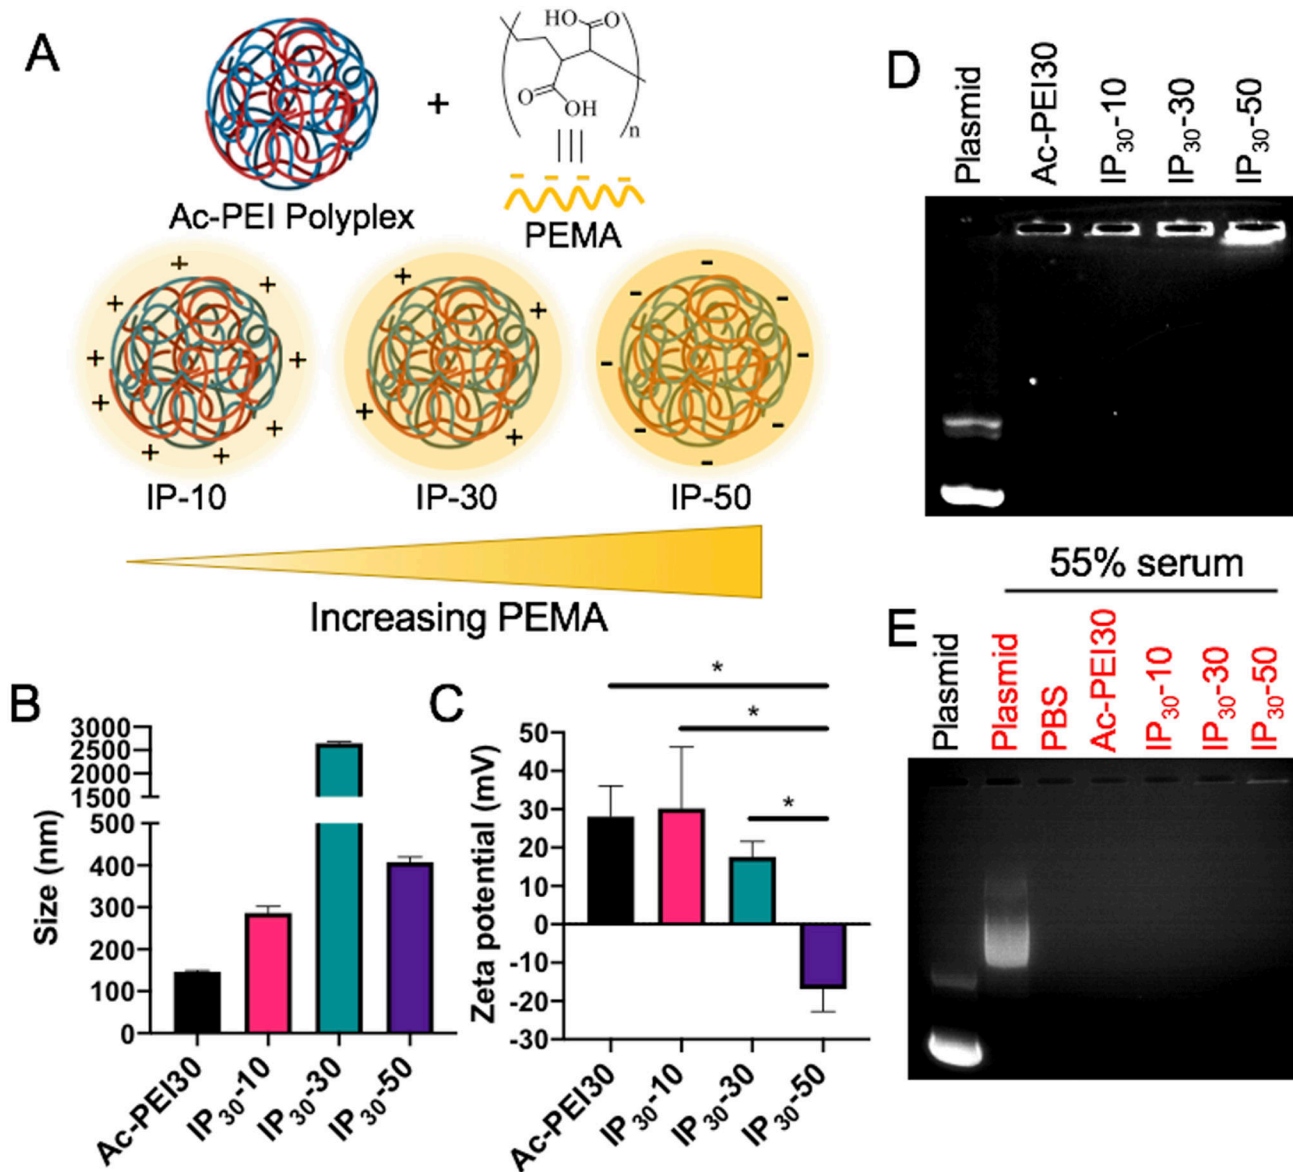 A
HO
O
O
OH
n
+
Ac-PEI Polyplex
PEMA
+ + + + + + + + +
+ + + +
- - - - - - - -
IP-10
IP-30
IP-50
Increasing PEMA
B
Size (nm)
3000
2500
2000
1500
500
400
300
200
100
0
Ac-PEI30
IP30-10
IP30-30
IP30-50
C
Zeta potential (mV)
50
40
30
20
10
0
-10
-20
-30
*
*
*
Ac-PEI30
IP30-10
IP30-30
IP30-50
D
Plasmid
Ac-PEI30
IP30-10
IP30-30
IP30-50
55% serum
E
Plasmid
Plasmid
PBS
Ac-PEI30
IP30-10
IP30-30
IP30-50